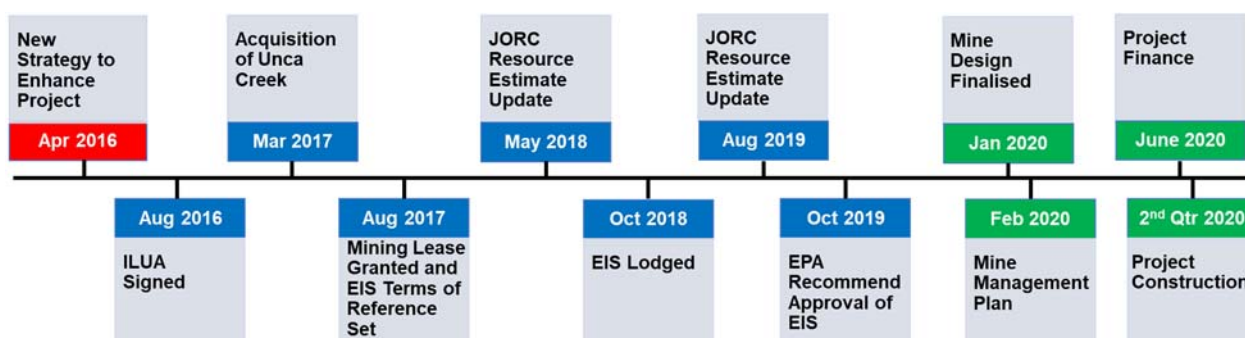 New
Strategy to
Enhance
Project
Apr 2016
Acquisition
of Unca
Creek
Mar 2017
JORC
Resource
Estimate
Update
May 2018
JORC
Resource
Estimate
Update
Aug 2019
Mine
Design
Finalised
Jan 2020
Project
Finance
June 2020
Aug 2016
ILUA
Signed
Aug 2017
Mining Lease
Granted and
EIS Terms of
Reference
Set
Oct 2018
EIS Lodged
Oct 2019
EPA
Recommend
Approval of
EIS
Feb 2020
Mine
Management
Plan
2nd Qtr 2020
Project
Construction